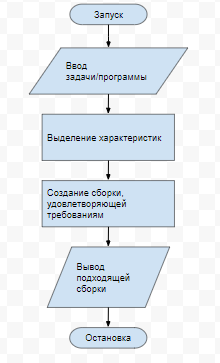 Запуск
Ввод
задачи/программы
Выделение характеристик
Создание сборки,
удовлетворяющей
требованиям
Вывод
подходящей
сборки
Остановка